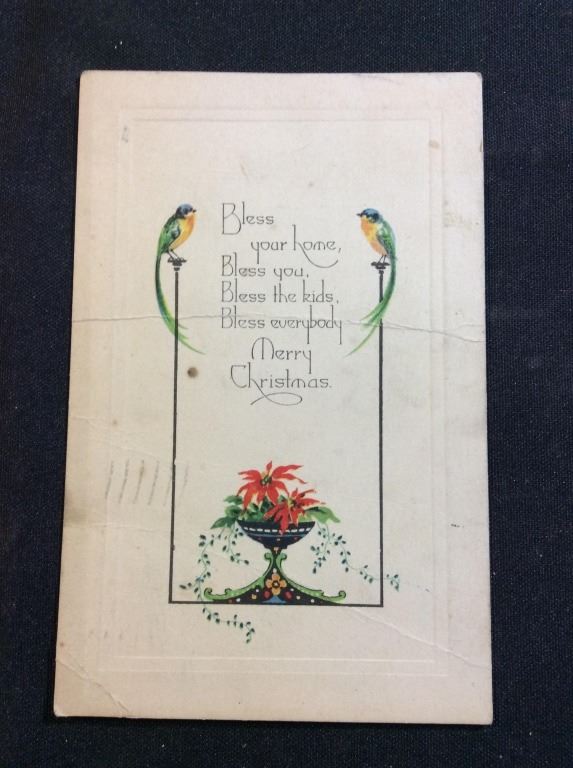 Bless
your home,
Bless you,
Bless the kids,
Bless everybody
Merry
Christmas.